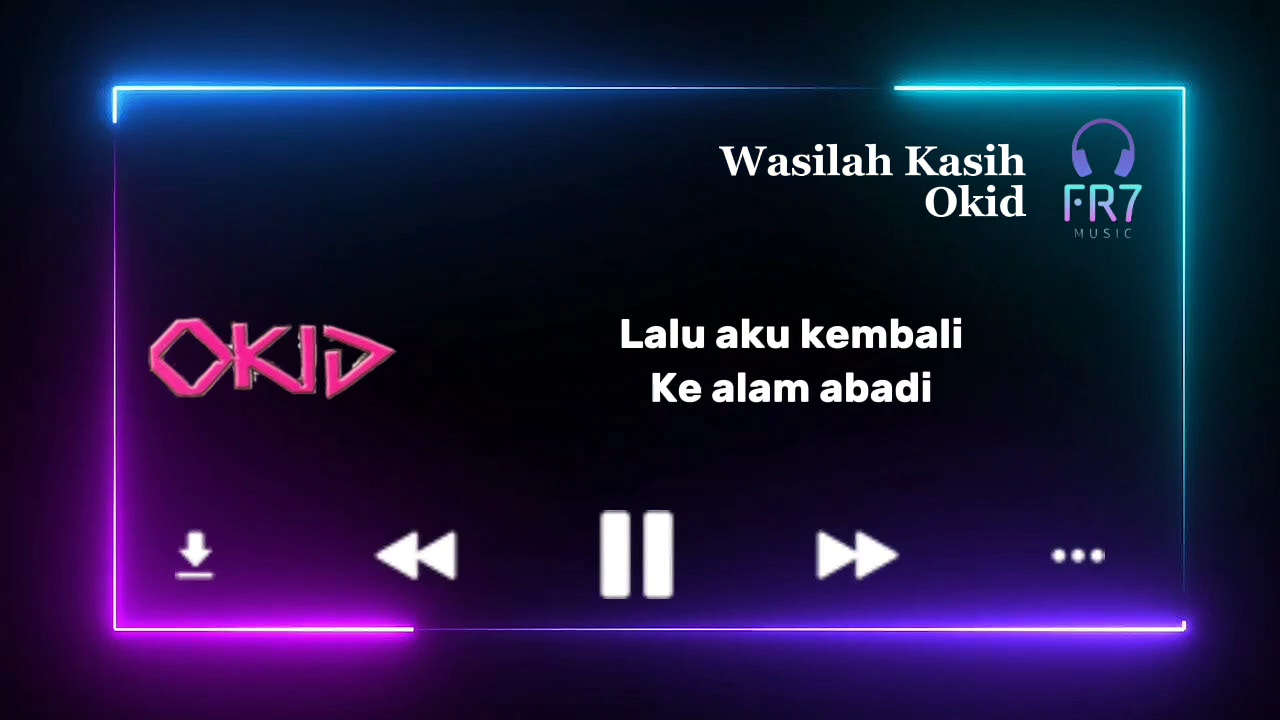 Wasilah Kasih
Okid
FR7
MUSIC
OKID
Lalu aku kembali
Ke alam abadi